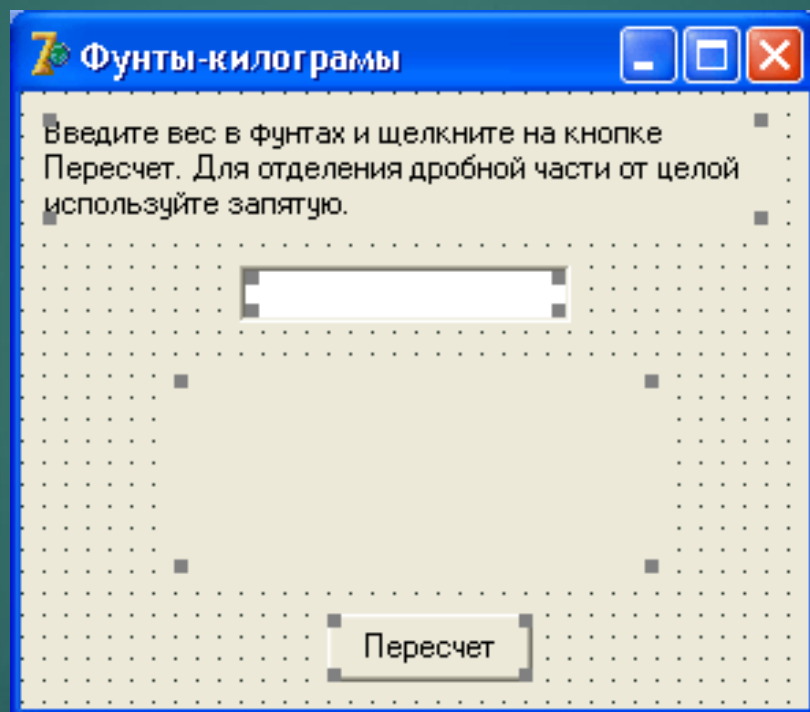 Фунты-килограмы
Введите вес в фунтах и щелкните на кнопке
Пересчет. Для отделения дробной части от целой
используйте запятую.
Пересчет